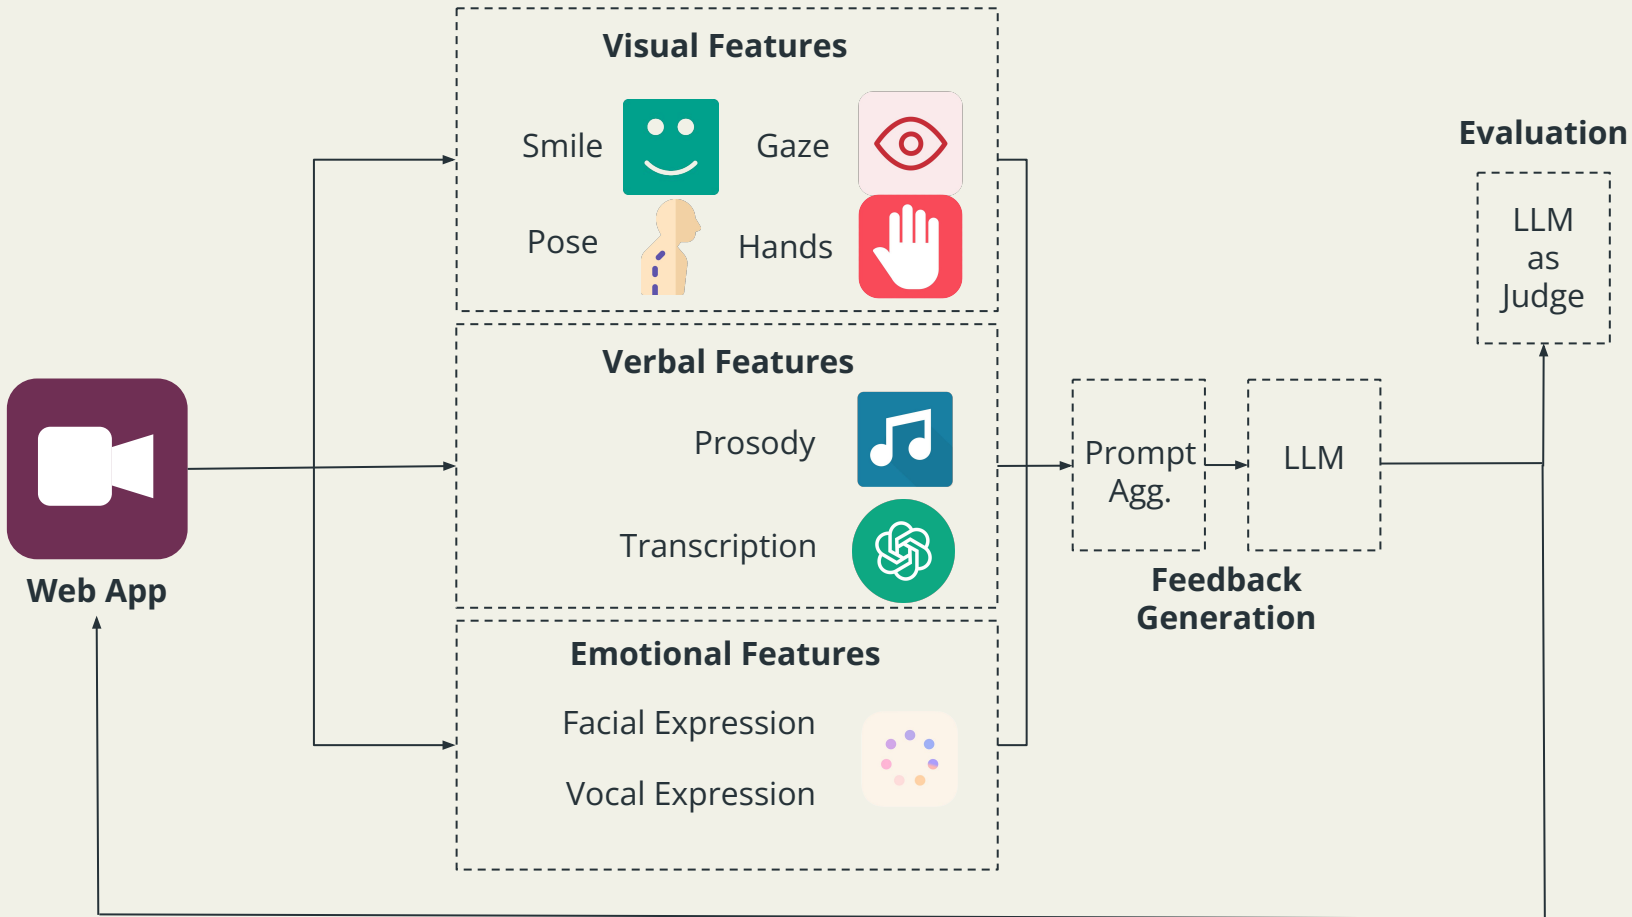 Visual Features
Smile
Gaze
Pose
Hands
Verbal Features
Prosody
Transcription
Emotional Features
Facial Expression
Vocal Expression
Web App
Prompt
Agg.
LLM
Feedback
Generation
Evaluation
LLM
as
Judge